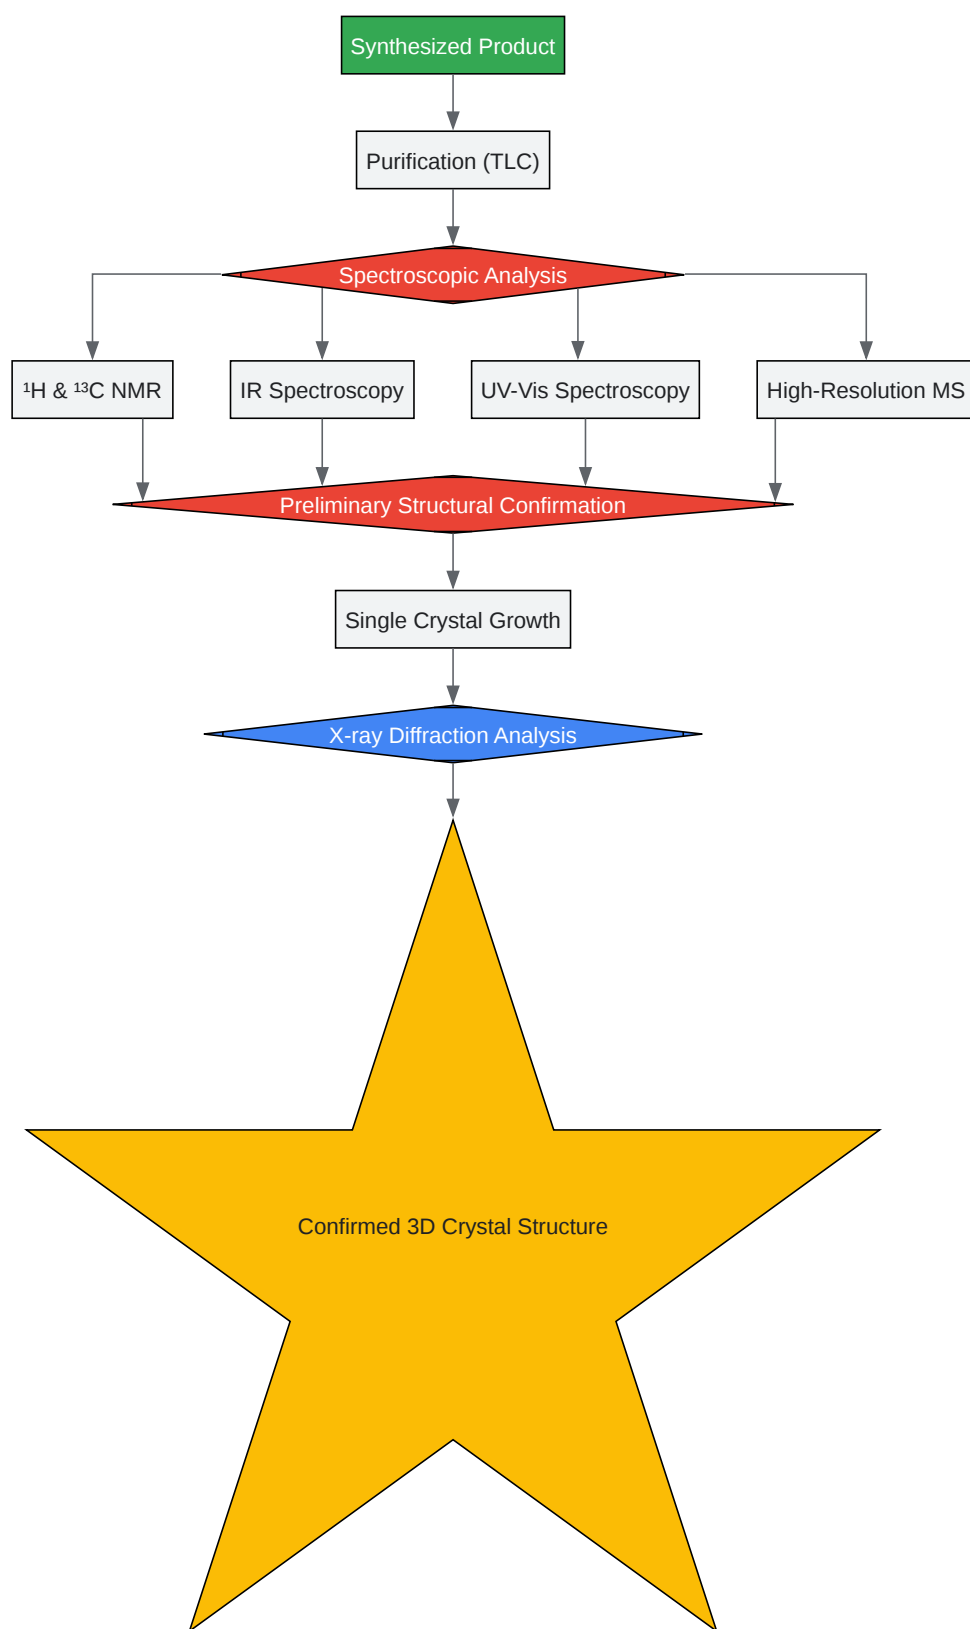 Synthesized Product
Purification (TLC)
Spectroscopic Analysis
¹H & ¹³C NMR
IR Spectroscopy
UV-Vis Spectroscopy
High-Resolution MS
Preliminary Structural Confirmation
Single Crystal Growth
X-ray Diffraction Analysis
Confirmed 3D Crystal Structure